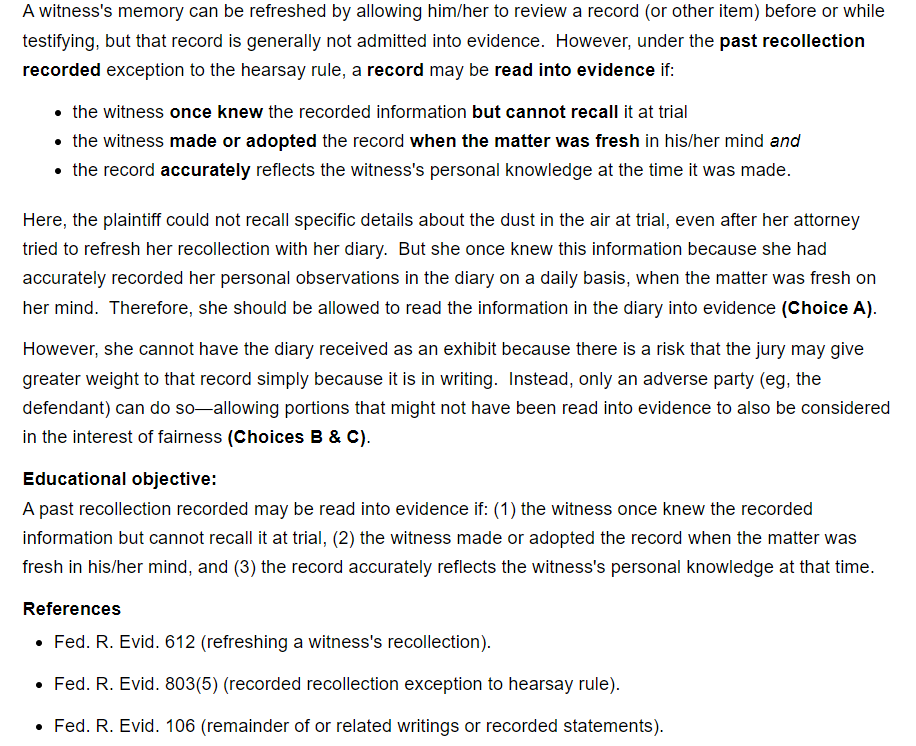 A witness's memory can be refreshed by allowing him/her to review a record (or other item) before or while
testifying, but that record is generally not admitted into evidence.  However, under the past recollection
recorded exception to the hearsay rule, a record may be read into evidence if:
• the witness once knew the recorded information but cannot recall it at trial
• the witness made or adopted the record when the matter was fresh in his/her mind and
• the record accurately reflects the witness's personal knowledge at the time it was made.
Here, the plaintiff could not recall specific details about the dust in the air at trial, even after her attorney
tried to refresh her recollection with her diary.  But she once knew this information because she had
accurately recorded her personal observations in the diary on a daily basis, when the matter was fresh on
her mind.  Therefore, she should be allowed to read the information in the diary into evidence (Choice A).
However, she cannot have the diary received as an exhibit because there is a risk that the jury may give
greater weight to that record simply because it is in writing.  Instead, only an adverse party (eg, the
defendant) can do so—allowing portions that might not have been read into evidence to also be considered
in the interest of fairness (Choices B & C).
Educational objective:
A past recollection recorded may be read into evidence if: (1) the witness once knew the recorded
information but cannot recall it at trial, (2) the witness made or adopted the record when the matter was
fresh in his/her mind, and (3) the record accurately reflects the witness's personal knowledge at that time.
References
• Fed. R. Evid. 612 (refreshing a witness's recollection).
• Fed. R. Evid. 803(5) (recorded recollection exception to hearsay rule).
• Fed. R. Evid. 106 (remainder of or related writings or recorded statements).